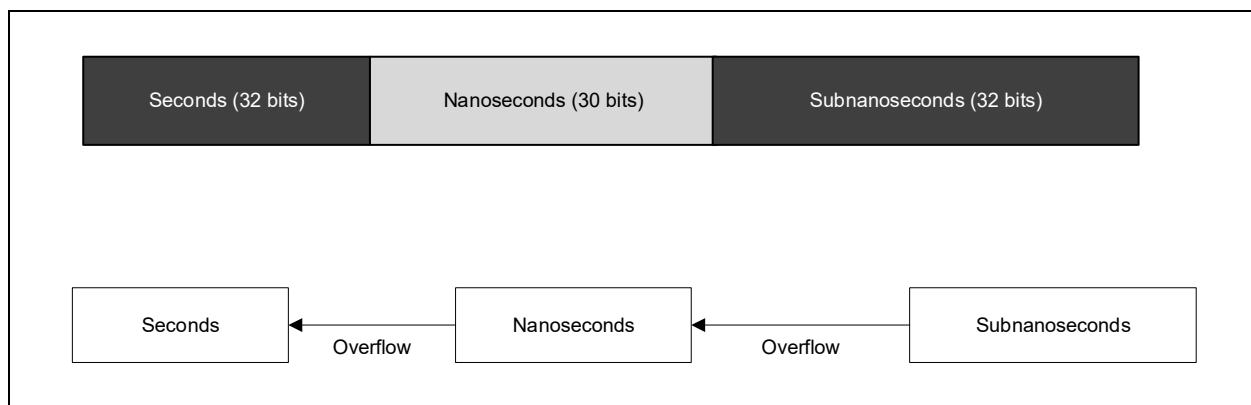 Seconds (32 bits)
Nanoseconds (30 bits)
Subnanoseconds (32 bits)
Seconds
Overflow
Nanoseconds
Overflow
Subnanoseconds